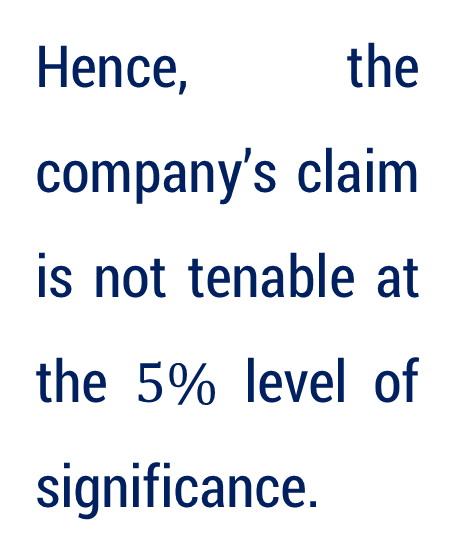 Hence, the
company’s claim
is not tenable at
the 5% level of
significance.